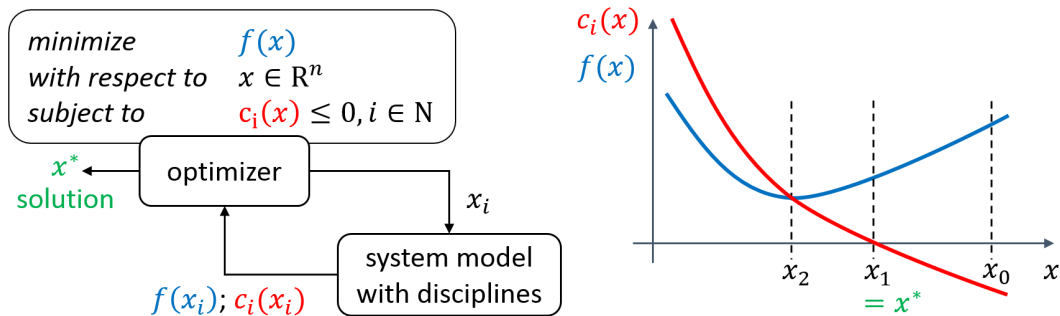 minimize f(x)
with respect to x ∈ Rⁿ
subject to cᵢ(x) ≤ 0, i ∈ N
optimizer
x*
solution
xᵢ
system model
with disciplines
f(xᵢ); cᵢ(xᵢ)
cᵢ(x)
f(x)
x₂ x₁ x₀ x
= x*